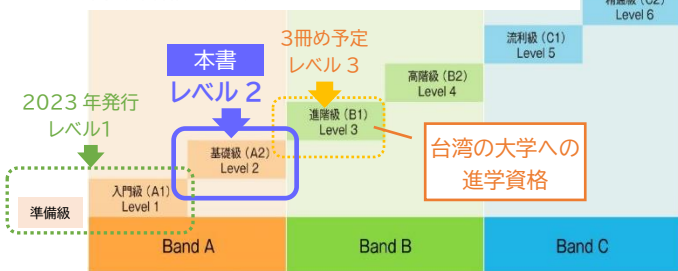 精通級 (C2)
Level 6
流利級 (C1)
Level 5
高階級 (B2)
Level 4
3冊め予定
レベル 3
進階級 (B1)
Level 3
台湾の大学への
進学資格
本書
レベル 2
基礎級 (A2)
Level 2
2023 年発行
レベル1
入門級 (A1)
Level 1
準備級
Band A
Band B
Band C